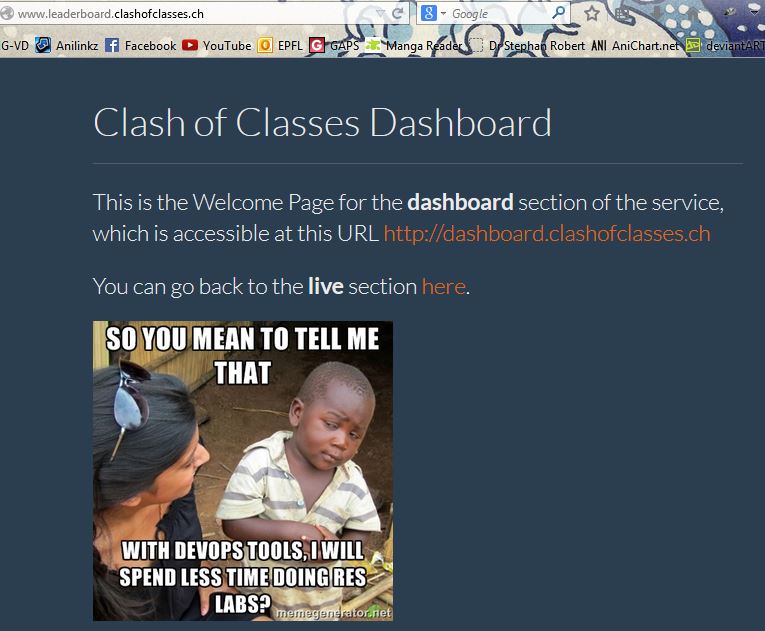 www.leaderboard.clashofclasses.ch
Google
G-VD Anilinkz Facebook YouTube EPFL GAPS Manga Reader Dr Stephan Robert AniChart.net deviantART
Clash of Classes Dashboard
This is the Welcome Page for the dashboard section of the service,
which is accessible at this URL http://dashboard.clashofclasses.ch
You can go back to the live section here.
SO YOU MEAN TO TELL ME
THAT
WITH DEVOPS TOOLS, I WILL
SPEND LESS TIME DOING RES
LABS?
memegenerator.net